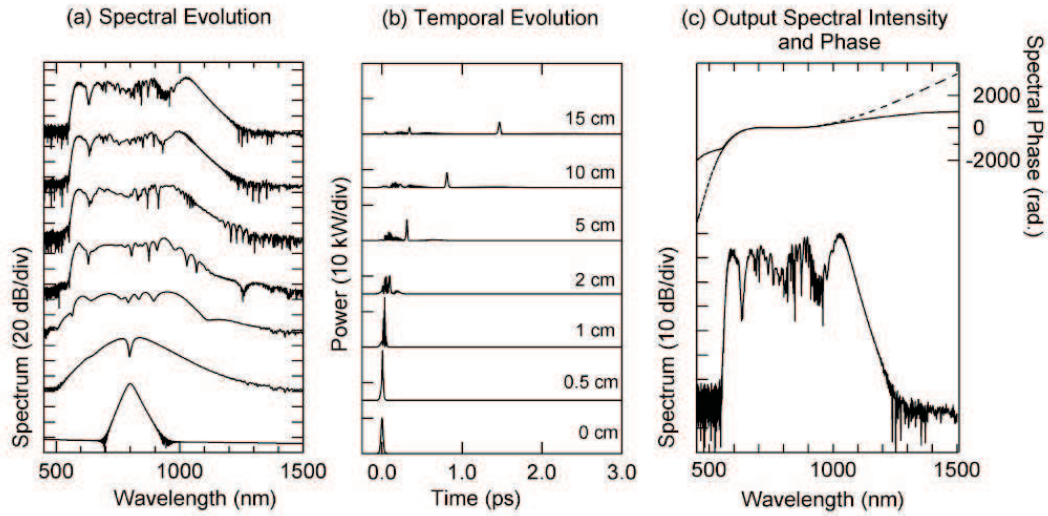 (a) Spectral Evolution
(b) Temporal Evolution
(c) Output Spectral Intensity
and Phase
Spectrum (20 dB/div)
500
1000
1500
Wavelength (nm)
Power (10 kW/div)
15 cm
10 cm
5 cm
2 cm
1 cm
0.5 cm
0 cm
0.0
1.0
2.0
3.0
Time (ps)
Spectrum (10 dB/div)
2000
0
-2000
Spectral Phase (rad.)
500
1000
1500
Wavelength (nm)